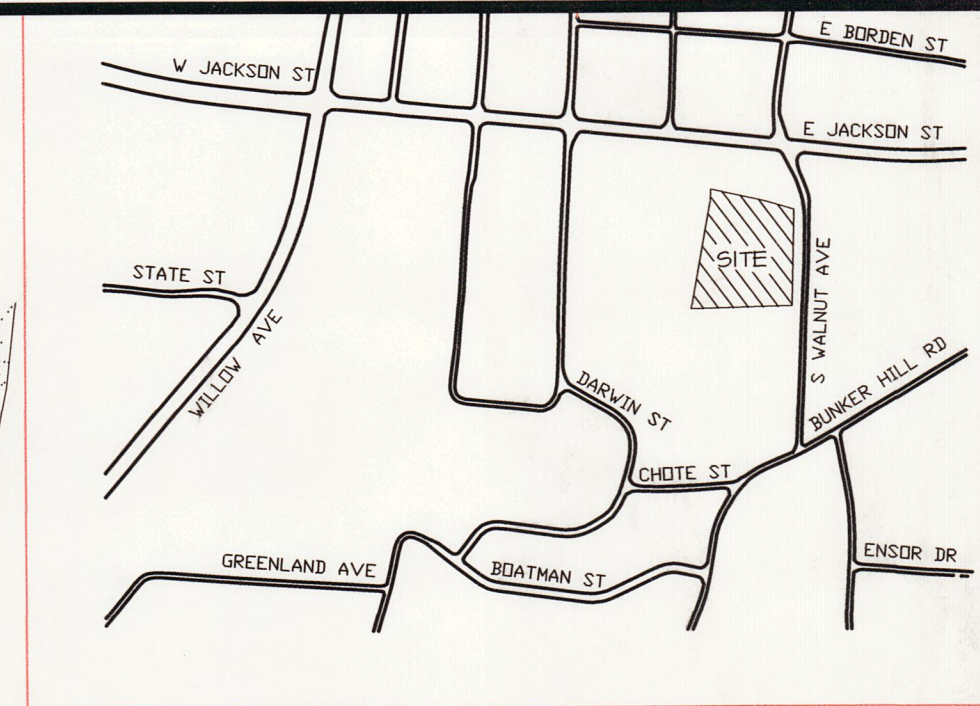 E BORDEN ST
W JACKSON ST
E JACKSON ST
SITE
STATE ST
S WALNUT AVE
WILLOW AVE
BUNKER HILL RD
DARWIN ST
CHOTE ST
GREENLAND AVE
BOATMAN ST
ENSOR DR